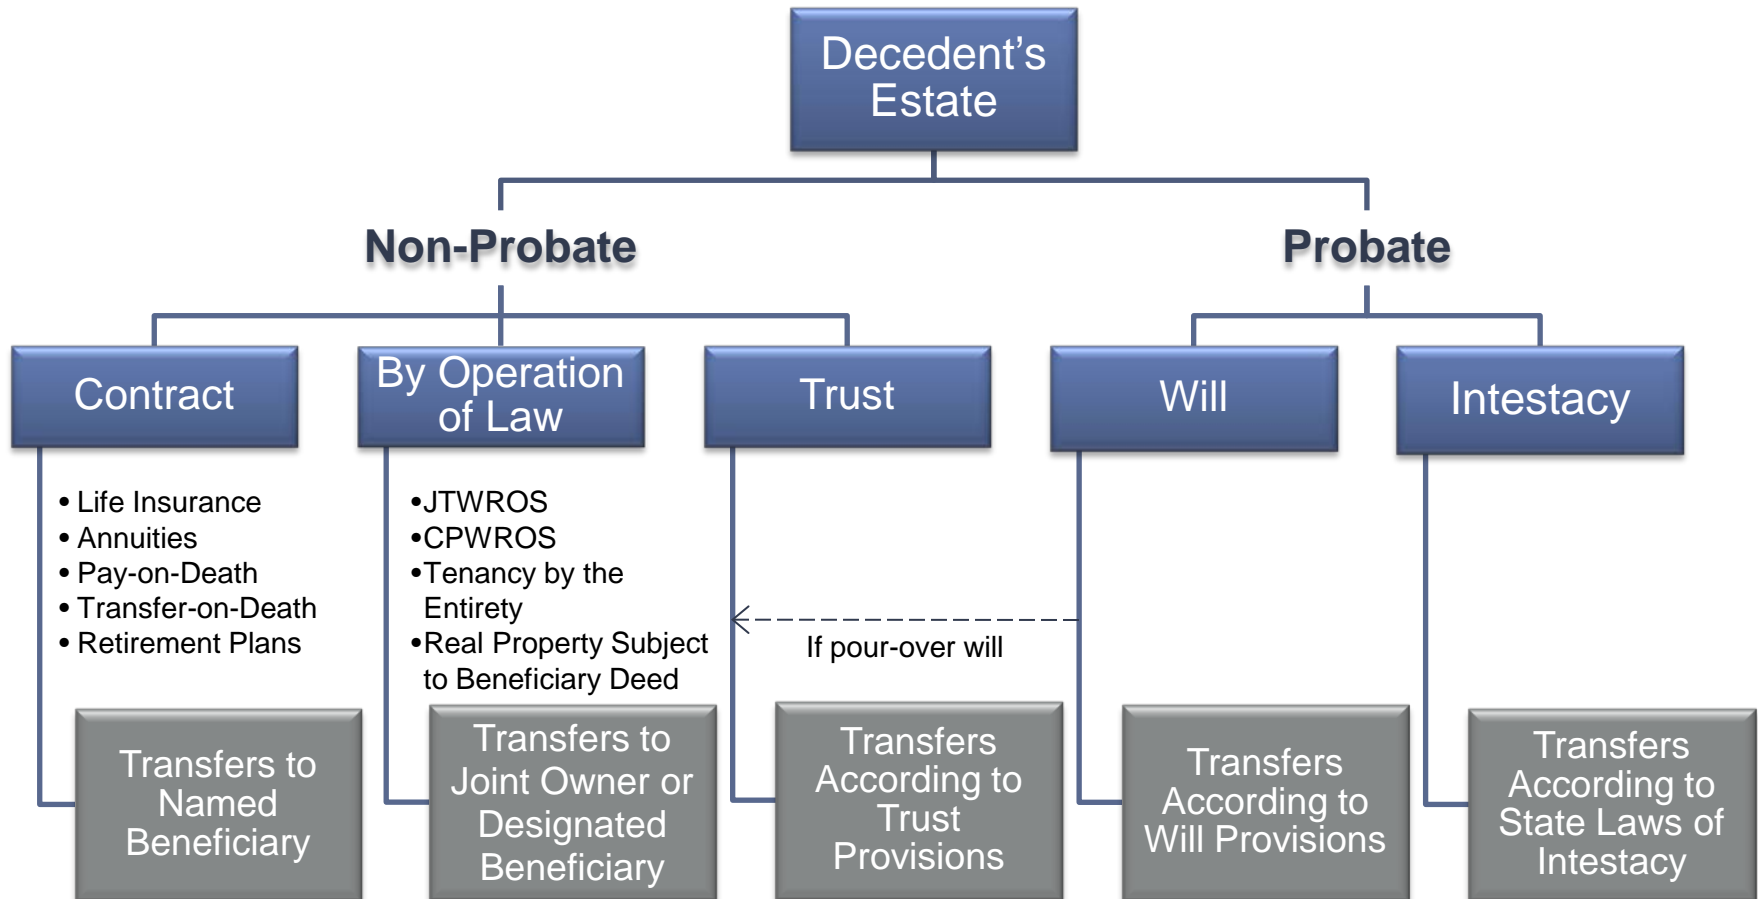 Decedent’s
Estate
Non-Probate
Probate
Contract
By Operation
of Law
Trust
Will
Intestacy
• Life Insurance
• Annuities
• Pay-on-Death
• Transfer-on-Death
• Retirement Plans
•JTWROS
•CPWROS
•Tenancy by the
Entirety
•Real Property Subject
to Beneficiary Deed
If pour-over will
Transfers to
Named
Beneficiary
Transfers to
Joint Owner or
Designated
Beneficiary
Transfers
According to
Trust
Provisions
Transfers
According to
Will Provisions
Transfers
According to
State Laws of
Intestacy